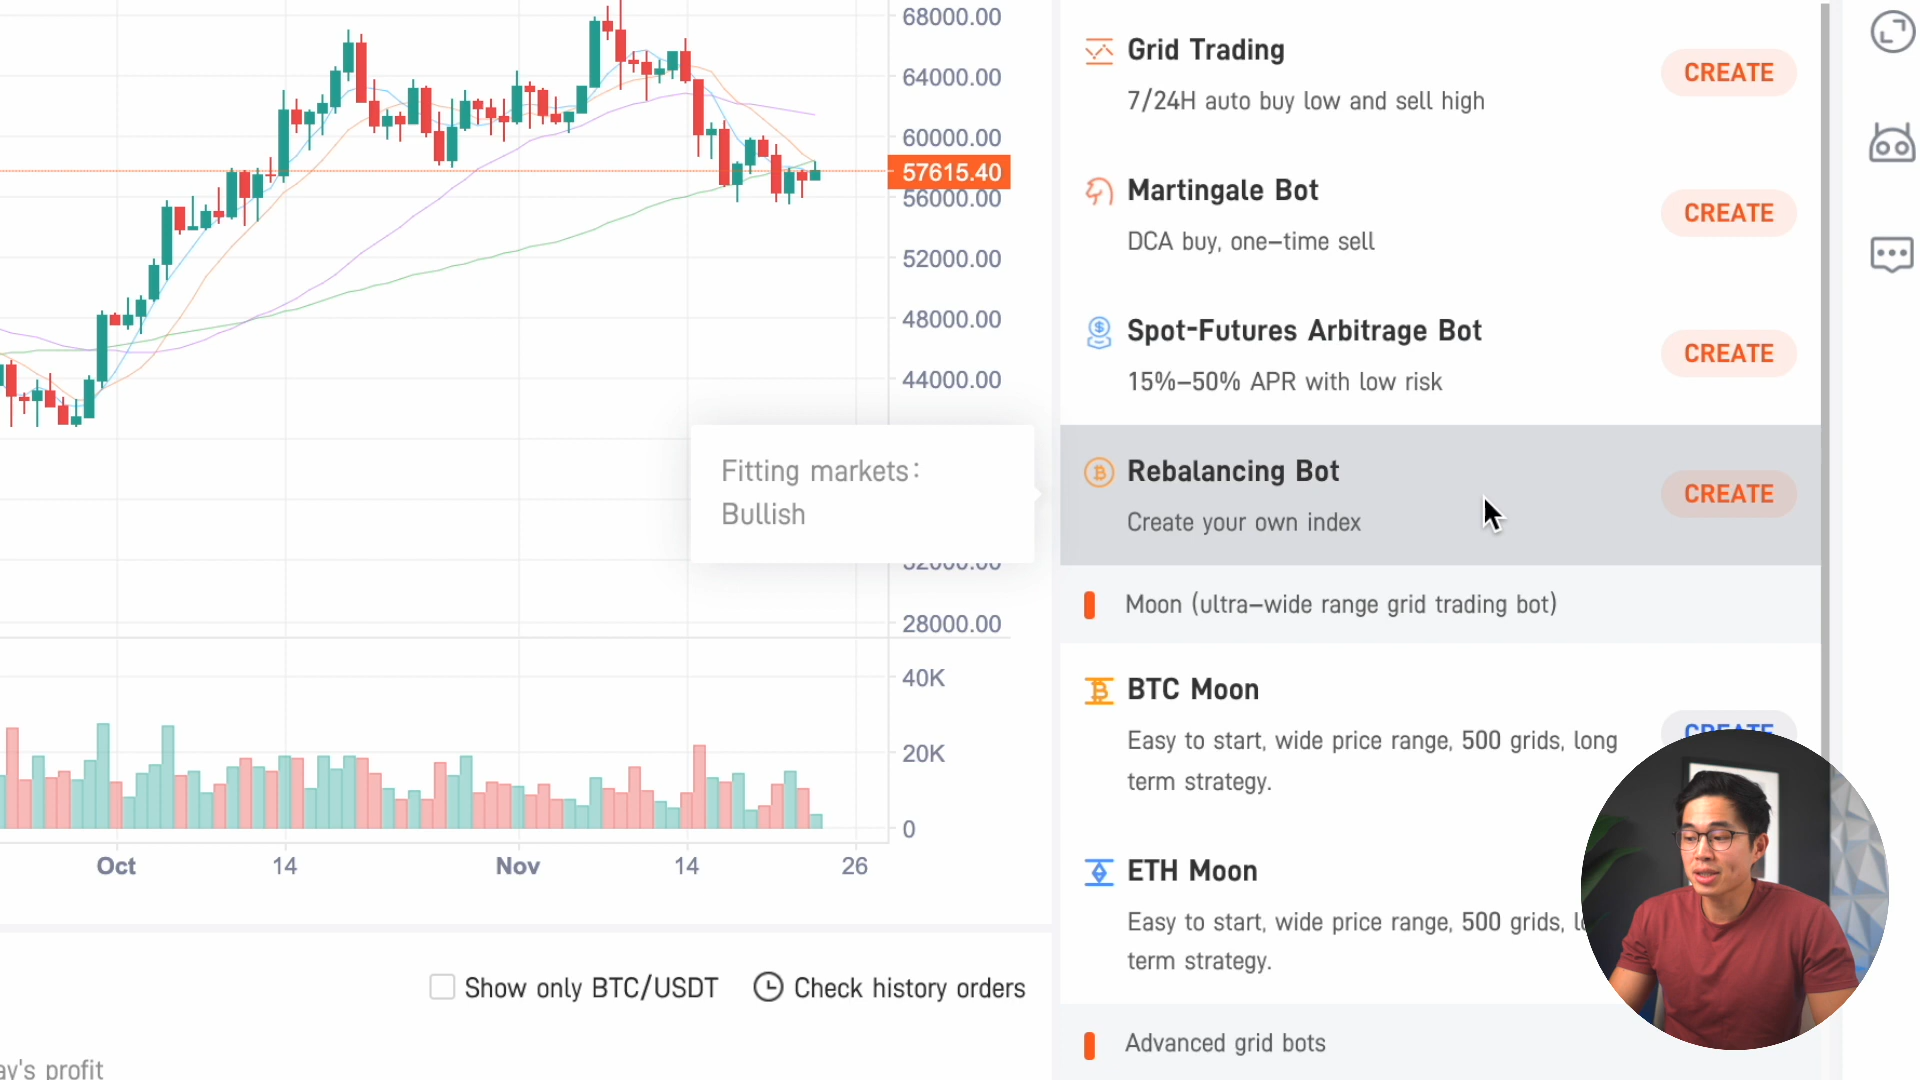 68000.00
64000.00
60000.00
57615.40
56000.00
52000.00
48000.00
44000.00
28000.00
40K
20K
0
Oct
14
Nov
14
26
Fitting markets:
Bullish
Show only BTC/USDT
Check history orders
ay's profit
Grid Trading
7/24H auto buy low and sell high
CREATE
Martingale Bot
DCA buy, one-time sell
CREATE
Spot-Futures Arbitrage Bot
15%-50% APR with low risk
CREATE
Rebalancing Bot
Create your own index
CREATE
Moon (ultra-wide range grid trading bot)
BTC Moon
Easy to start, wide price range, 500 grids, long
term strategy.
CREATE
ETH Moon
Easy to start, wide price range, 500 grids,
term strategy.
Advanced grid bots